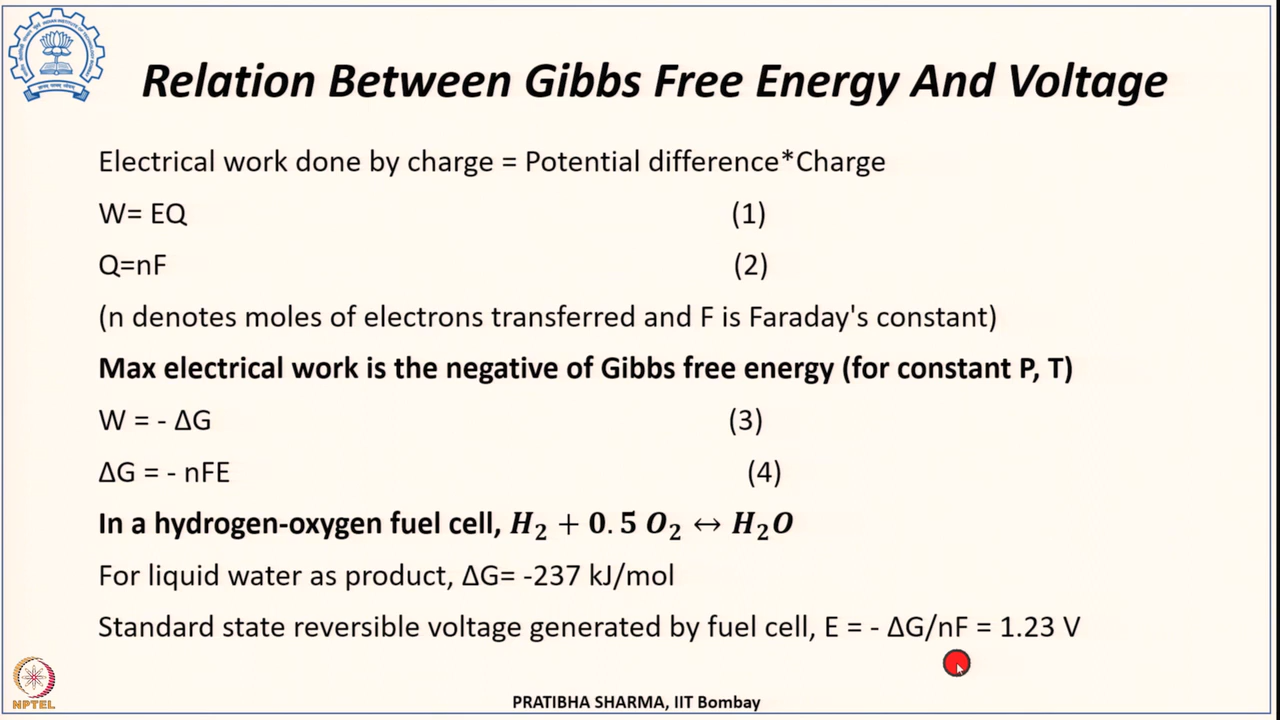 Relation Between Gibbs Free Energy And Voltage
Electrical work done by charge = Potential difference*Charge
W= EQ (1)
Q=nF (2)
(n denotes moles of electrons transferred and F is Faraday's constant)
Max electrical work is the negative of Gibbs free energy (for constant P, T)
W = - ΔG (3)
ΔG = - nFE (4)
In a hydrogen-oxygen fuel cell, H₂ + 0.5 O₂ ↔ H₂O
For liquid water as product, ΔG= -237 kJ/mol
Standard state reversible voltage generated by fuel cell, E = - ΔG/nF = 1.23 V
NPTEL
PRATIBHA SHARMA, IIT Bombay